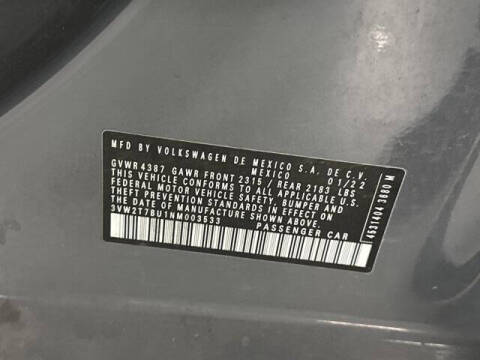 MFD BY VOLKSWAGEN DE MEXICO S.A. DE C.V.
MEXICO 01/22
GVWR 4387 GAWR FRONT 2315 / REAR 2183 LBS
THIS VEHICLE CONFORMS TO ALL APPLICABLE U.S.
FEDERAL MOTOR VEHICLE SAFETY, BUMPER AND
THEFT PREVENTION STANDARDS IN EFFECT ON
THE DATE OF MANUFACTURE SHOWN ABOVE.
3VW2T7BU1NM003533
PASSENGER CAR
4531404 3680 M